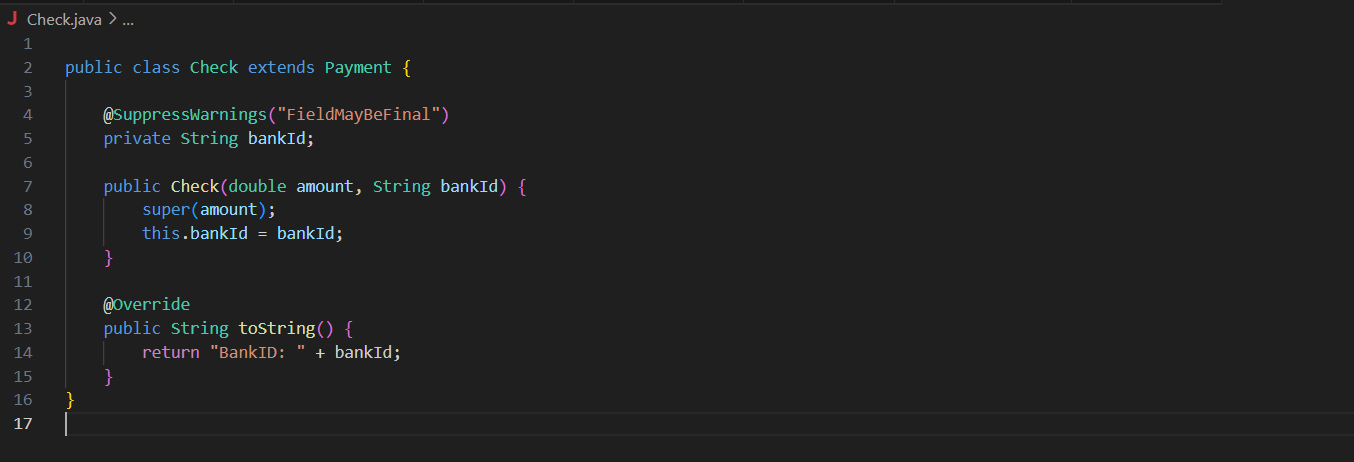 J Check.java > ...
1
2 public class Check extends Payment {
3
4 @SuppressWarnings("FieldMayBeFinal")
5 private String bankId;
6
7 public Check(double amount, String bankId) {
8 super(amount);
9 this.bankId = bankId;
10 }
11
12 @Override
13 public String toString() {
14 return "BankID: " + bankId;
15 }
16 }
17